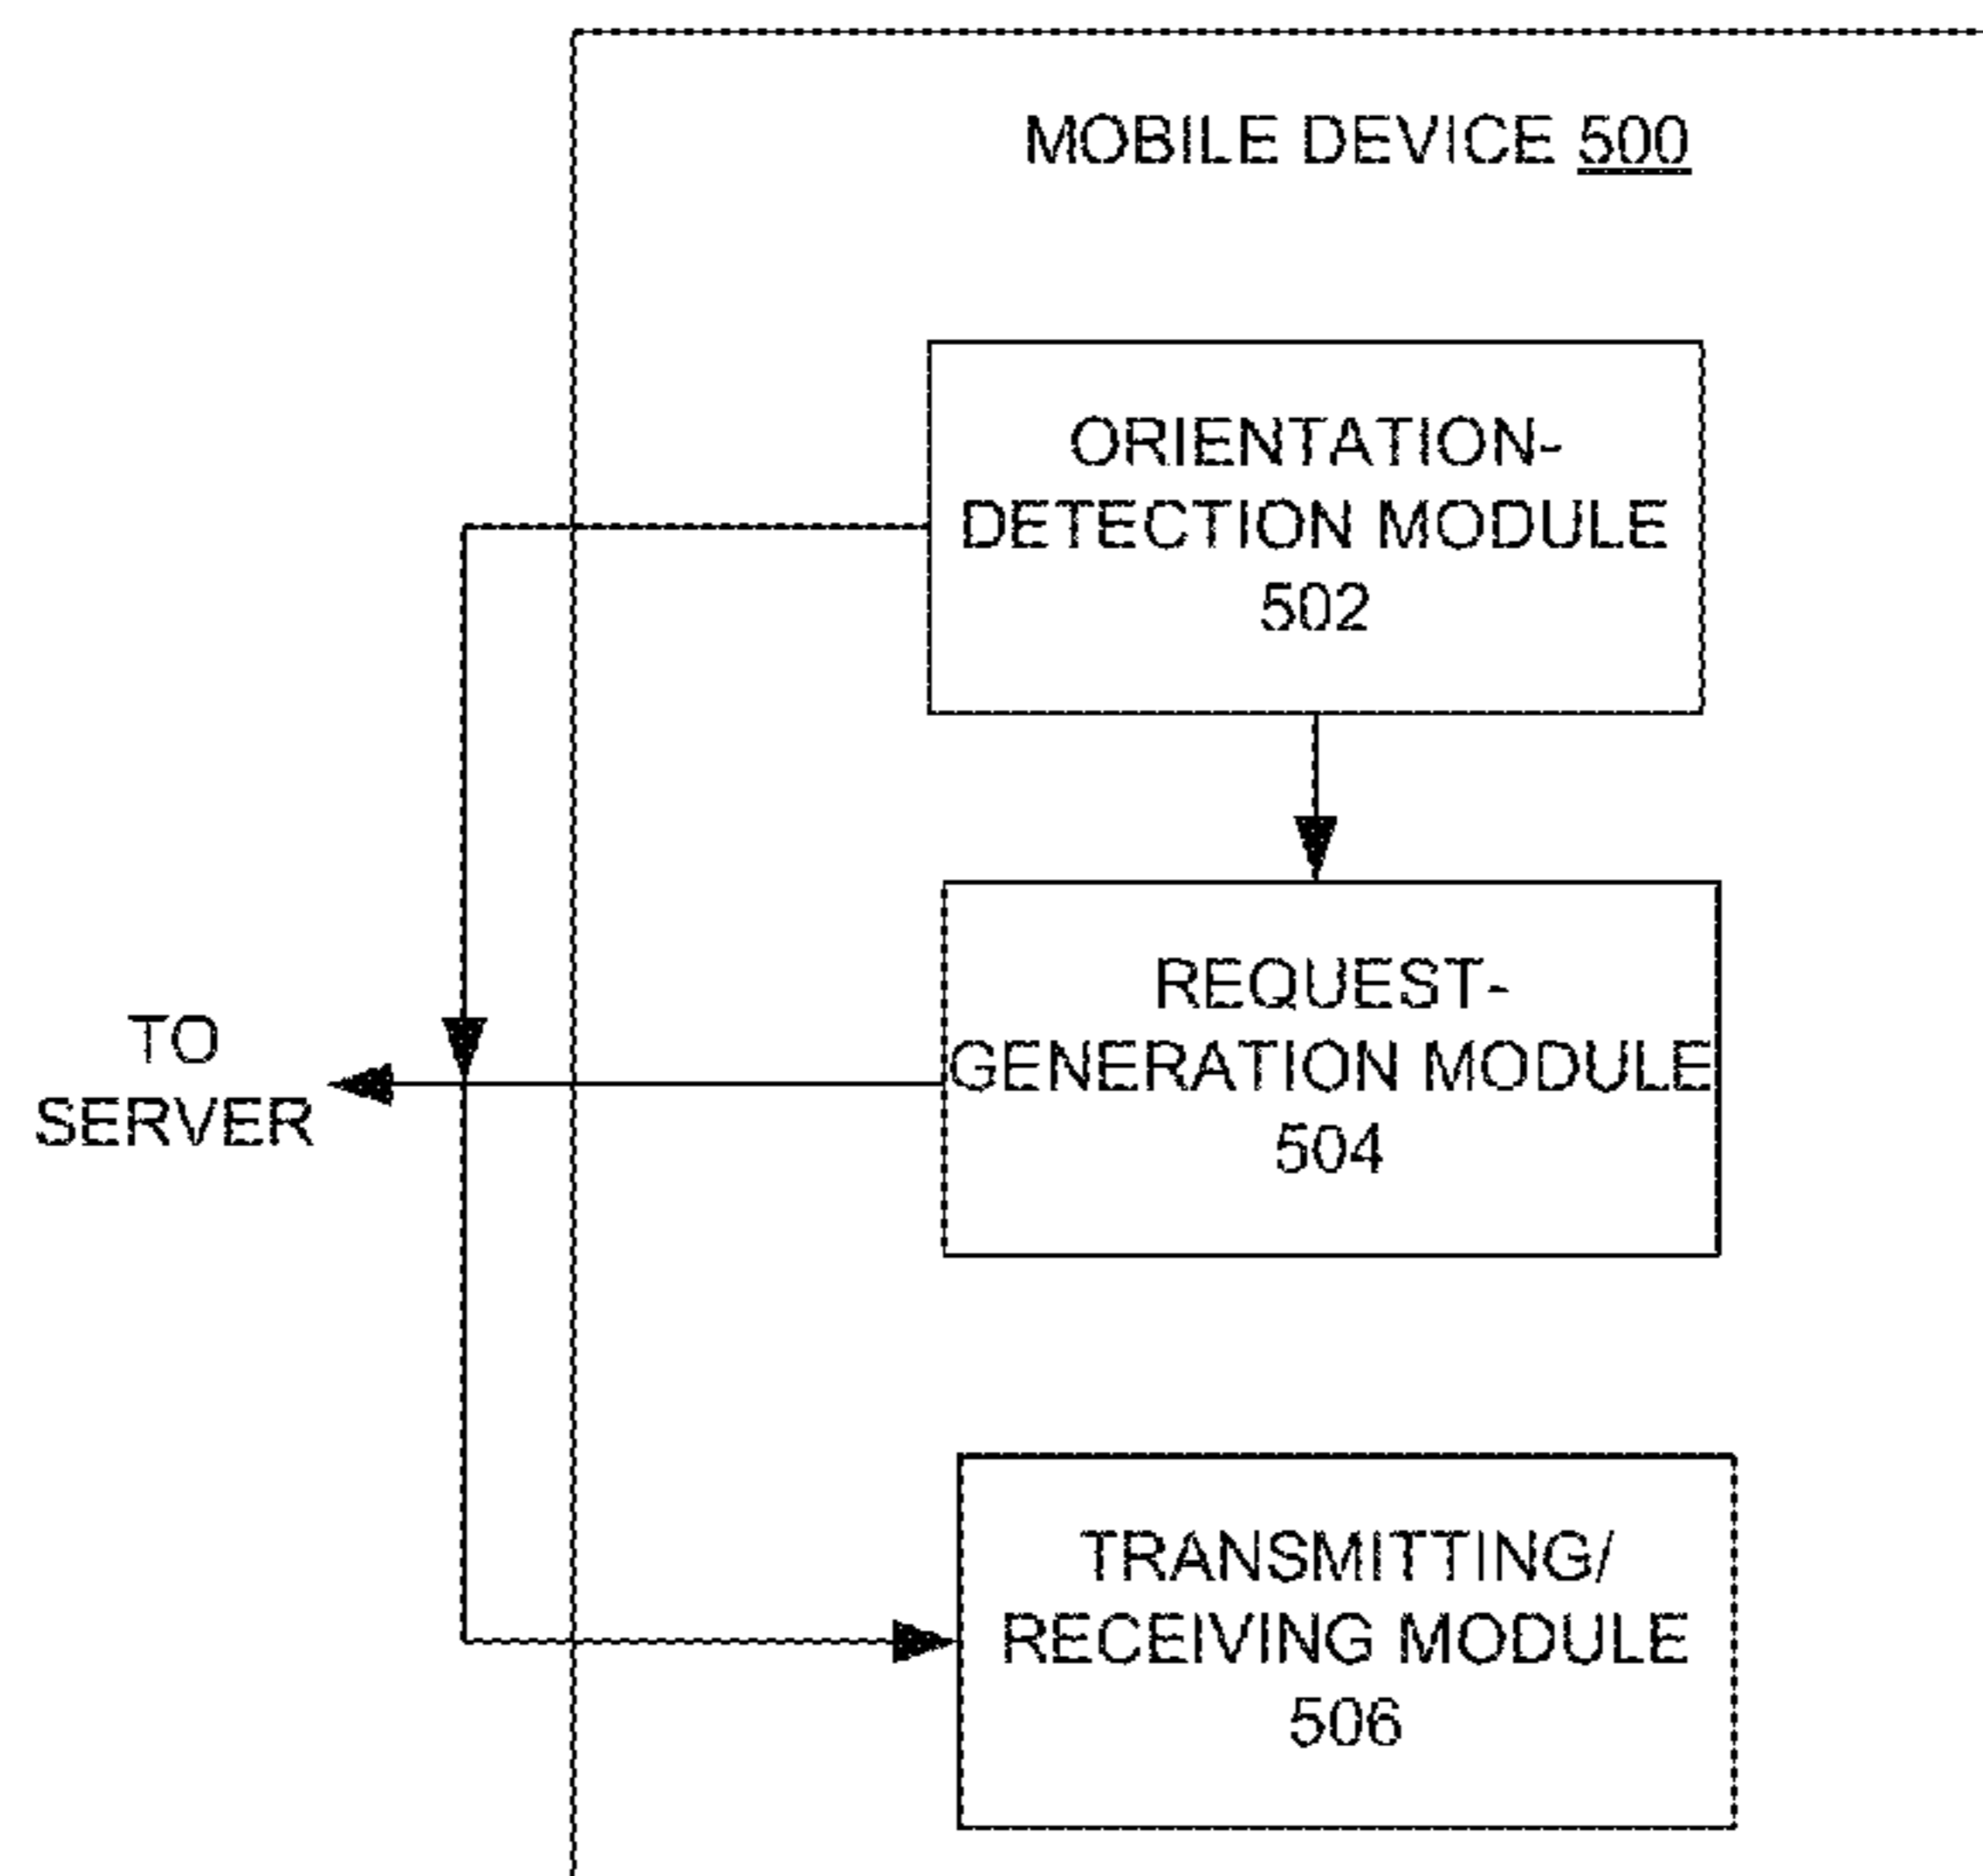 MOBILE DEVICE 500
ORIENTATION-
DETECTION MODULE
502
TO
SERVER
REQUEST-
GENERATION MODULE
504
TRANSMITTING/
RECEIVING MODULE
506